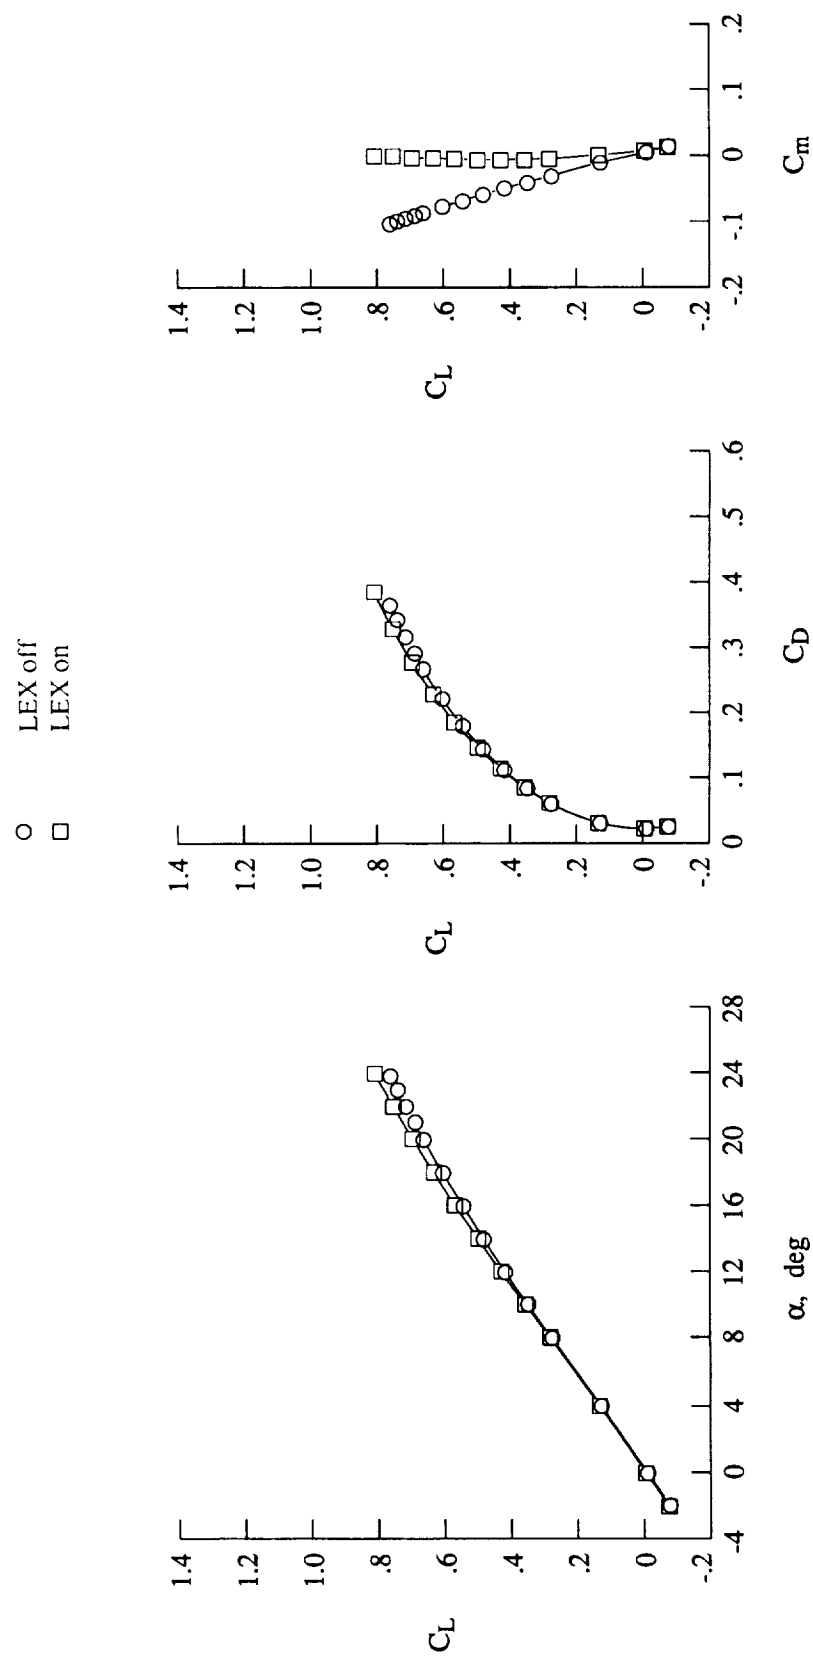 ○ LEX off
□ LEX on
1.4
1.2
1.0
.8
.6
.4
.2
0
-.2
C_L
-4 0 4 8 12 16 20 24 28
α, deg
1.4
1.2
1.0
.8
.6
.4
.2
0
-.2
C_L
0 .1 .2 .3 .4 .5 .6
C_D
1.4
1.2
1.0
.8
.6
.4
.2
0
-.2
C_L
-.2 -.1 0 .1 .2
C_m